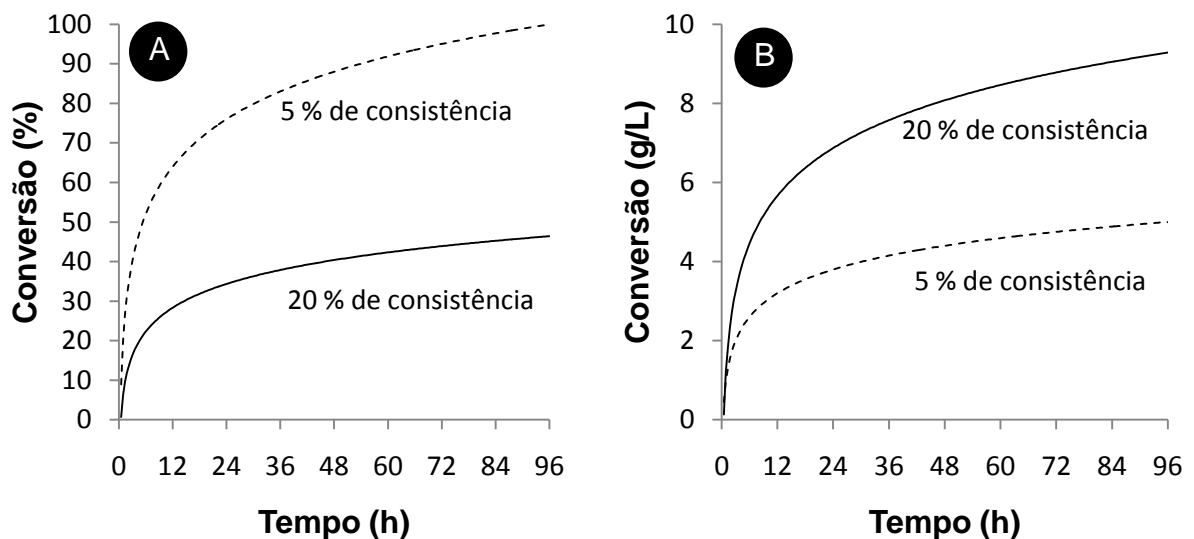 A
Conversão (%)
100
90
80
70
60
50
40
30
20
10
0
5 % de consistência
20 % de consistência
0 12 24 36 48 60 72 84 96
Tempo (h)
B
Conversão (g/L)
10
8
6
4
2
0
20 % de consistência
5 % de consistência
0 12 24 36 48 60 72 84 96
Tempo (h)